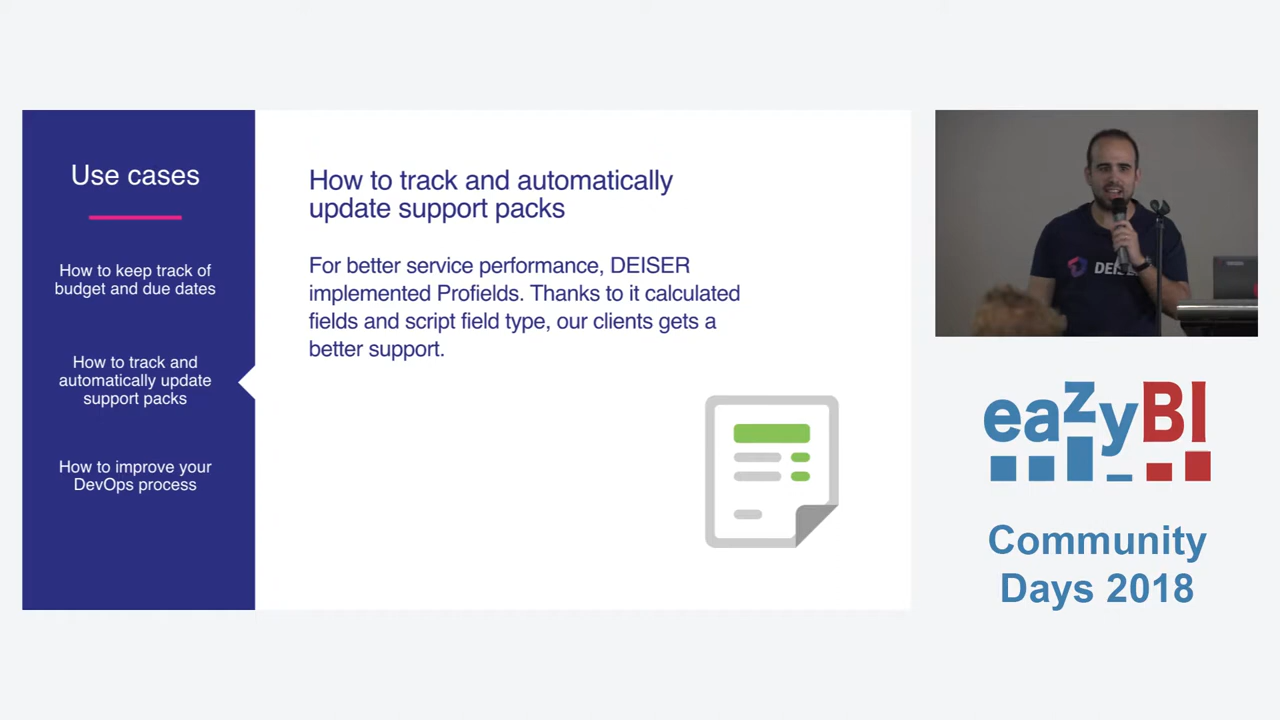 Use cases
How to keep track of
budget and due dates
How to track and
automatically update
support packs
How to improve your
DevOps process
How to track and automatically
update support packs
For better service performance, DEISER
implemented Profields. Thanks to it calculated
fields and script field type, our clients gets a
better support.
DEISER
eazyBI
Community
Days 2018